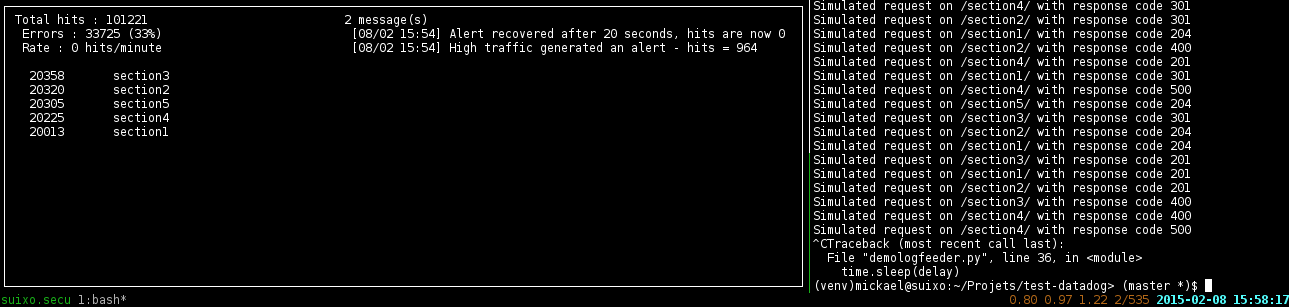 Total hits : 101221
Errors : 33724 (33%)
Rate : 0 hits/minute
20358 section3
20320 section2
20305 section5
20225 section4
20013 section1
2 message(s)
[08/02 15:54] Alert recovered after 20 seconds, hits are now 0
[08/02 15:54] High traffic generated an alert - hits = 964
Simulated request on /section4/ with response code 301
Simulated request on /section1/ with response code 204
Simulated request on /section3/ with response code 301
Simulated request on /section2/ with response code 400
Simulated request on /section4/ with response code 201
Simulated request on /section1/ with response code 301
Simulated request on /section4/ with response code 500
Simulated request on /section5/ with response code 204
Simulated request on /section3/ with response code 301
Simulated request on /section2/ with response code 204
Simulated request on /section1/ with response code 204
Simulated request on /section3/ with response code 201
Simulated request on /section1/ with response code 201
Simulated request on /section2/ with response code 201
Simulated request on /section3/ with response code 400
Simulated request on /section4/ with response code 400
Simulated request on /section4/ with response code 500
^CTraceback (most recent call last):
File "demologfeeder.py", line 36, in <module>
time.sleep(delay)
(venv)mickael@suixo:~/Projets/test-datadog> (master *)$
suixo.secu 1:bash*
0.80 0.97 1.22 2/535 2015-02-08 15:58:17